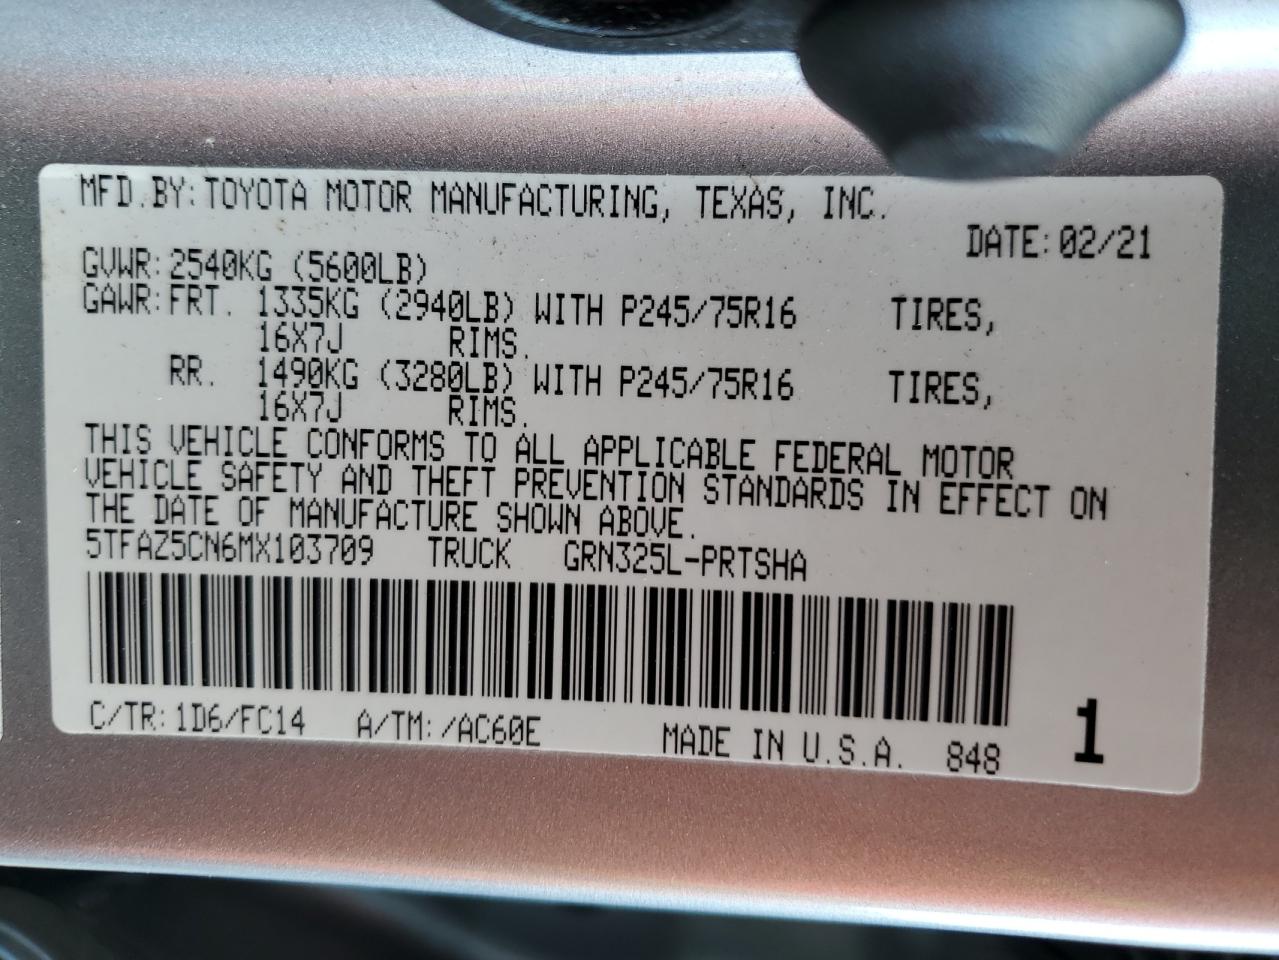 MFD.BY:TOYOTA MOTOR MANUFACTURING, TEXAS, INC.
DATE:02/21
GVWR:2540KG (5600LB)
GAWR:FRT. 1335KG (2940LB) WITH P245/75R16 TIRES,
16X7J RIMS.
RR. 1490KG (3280LB) WITH P245/75R16 TIRES,
16X7J RIMS.
THIS VEHICLE CONFORMS TO ALL APPLICABLE FEDERAL MOTOR
VEHICLE SAFETY AND THEFT PREVENTION STANDARDS IN EFFECT ON
THE DATE OF MANUFACTURE SHOWN ABOVE.
5TFAZ5CN6MX103709 TRUCK GRN325L-PRTSHA
C/TR:1D6/FC14 A/TM:/AC60E MADE IN U.S.A. 848 1